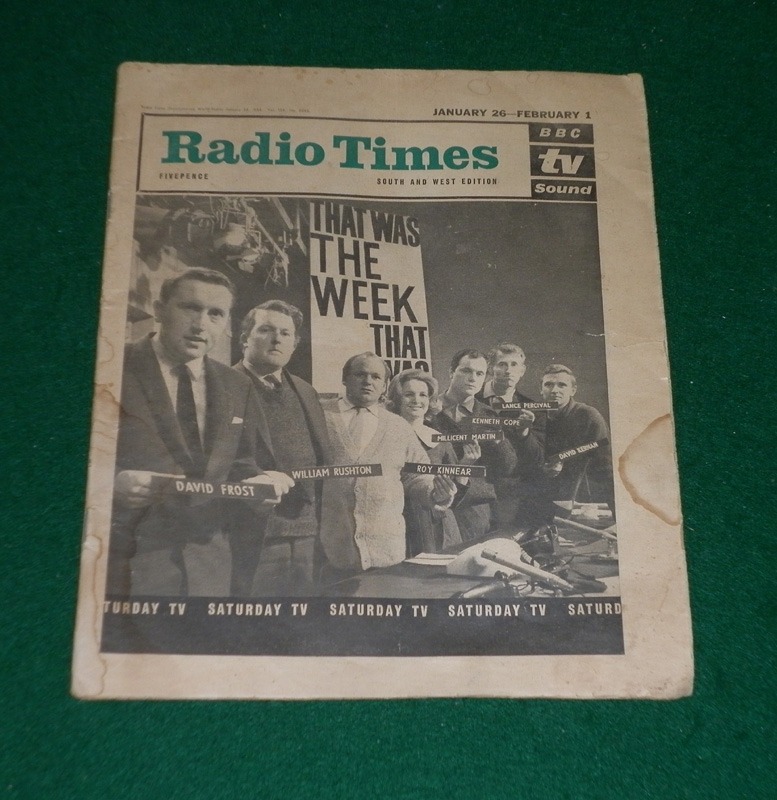 JANUARY 26—FEBRUARY 1
Radio Times
FIVEPENCE
SOUTH AND WEST EDITION
BBC
tv
Sound
THAT WAS
THE
WEEK
THAT
WAS
DAVID FROST
WILLIAM RUSHTON
ROY KINNEAR
MILLICENT MARTIN
KENNETH COPE
LANCE PERCIVAL
DAVID KERNAN
TURDAY TV SATURDAY TV SATURDAY TV SATURDAY TV SATURD